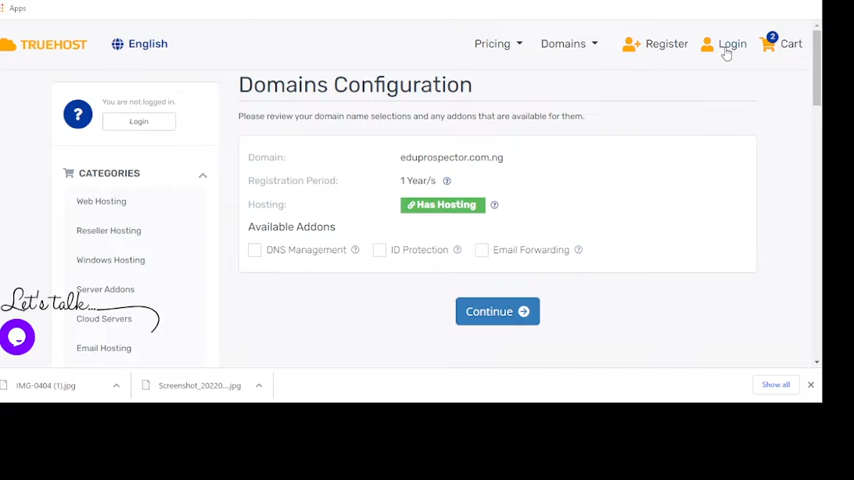 Apps
TRUEHOST
English
Pricing
Domains
Register
Login
2
Cart
You are not logged in.
Login
CATEGORIES
Web Hosting
Reseller Hosting
Windows Hosting
Server Addons
Cloud Servers
Email Hosting
Let's talk...
Domains Configuration
Please review your domain name selections and any addons that are available for them.
Domain: eduprospector.com.ng
Registration Period: 1 Year/s ?
Hosting: Has Hosting ?
Available Addons
DNS Management ? ID Protection ? Email Forwarding ?
Continue
IMG-0404 (1).jpg
Screenshot_20220....jpg
Show all